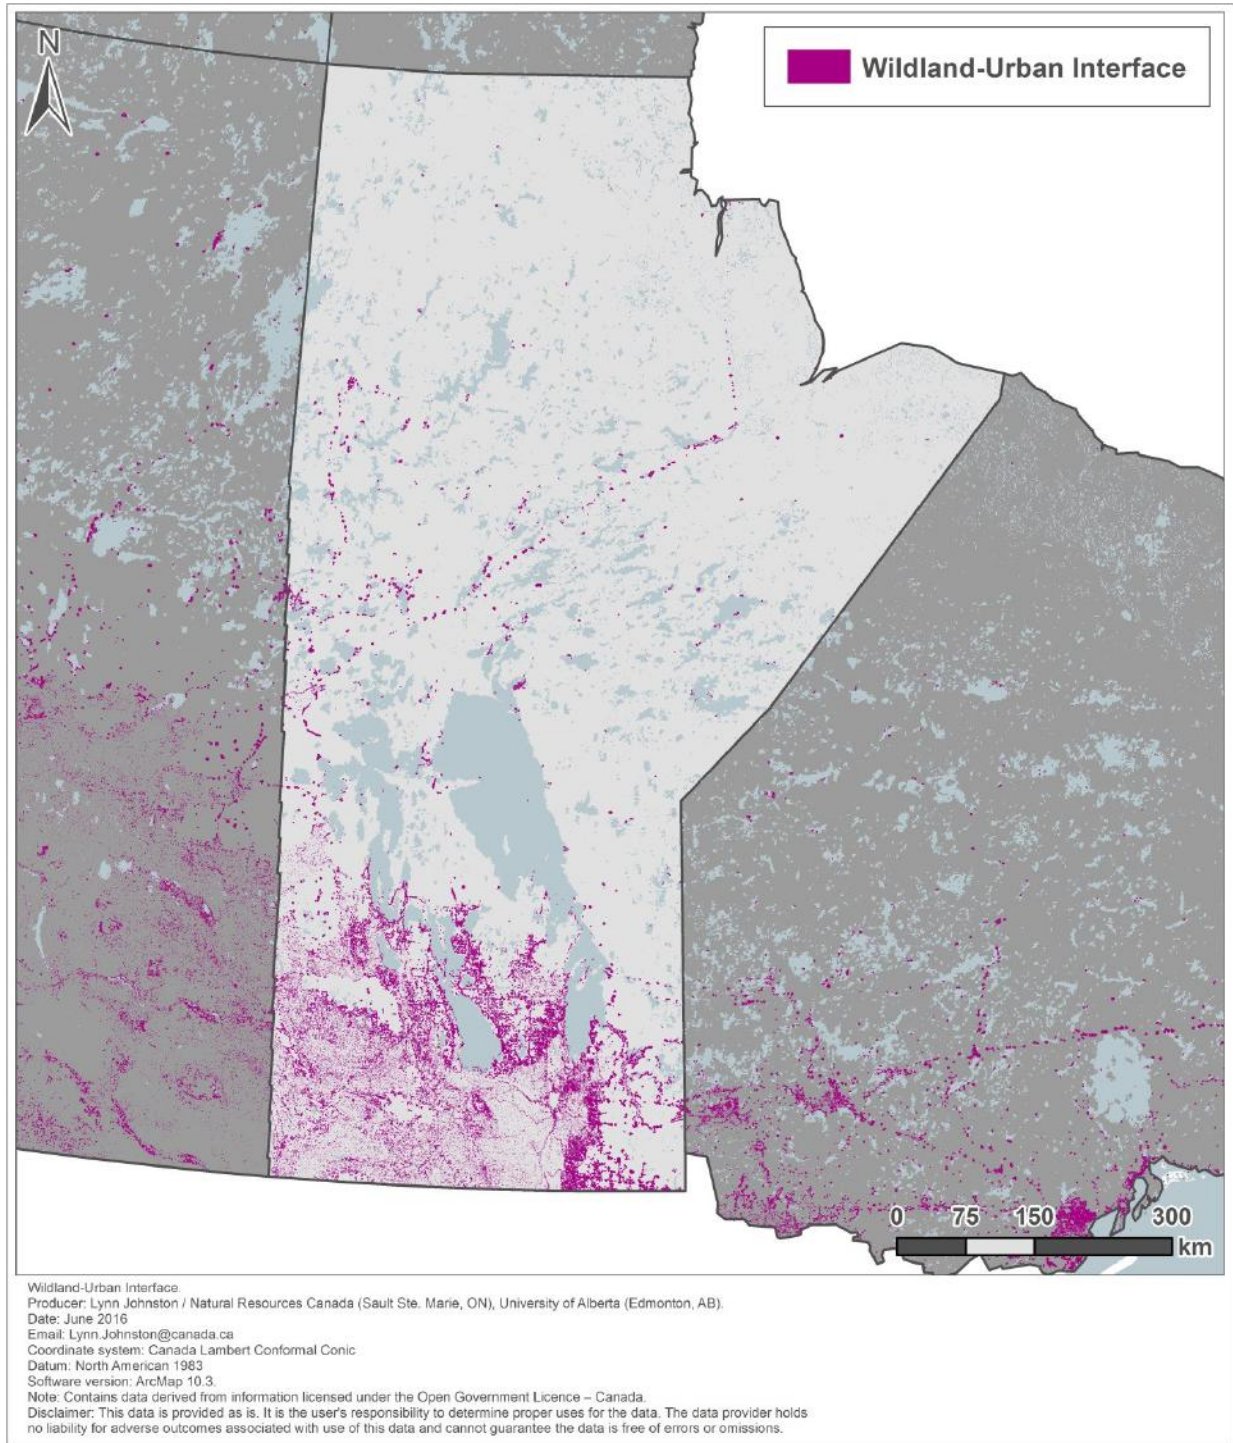 N
Wildland-Urban Interface
0 75 150 300
km
Wildland-Urban Interface.
Producer: Lynn Johnston / Natural Resources Canada (Sault Ste. Marie, ON), University of Alberta (Edmonton, AB).
Date: June 2016
Email: Lynn.Johnston@canada.ca
Coordinate system: Canada Lambert Conformal Conic
Datum: North American 1983
Software version: ArcMap 10.3.
Note: Contains data derived from information licensed under the Open Government Licence – Canada.
Disclaimer: This data is provided as is. It is the user's responsibility to determine proper uses for the data. The data provider holds
no liability for adverse outcomes associated with use of this data and cannot guarantee the data is free of errors or omissions.